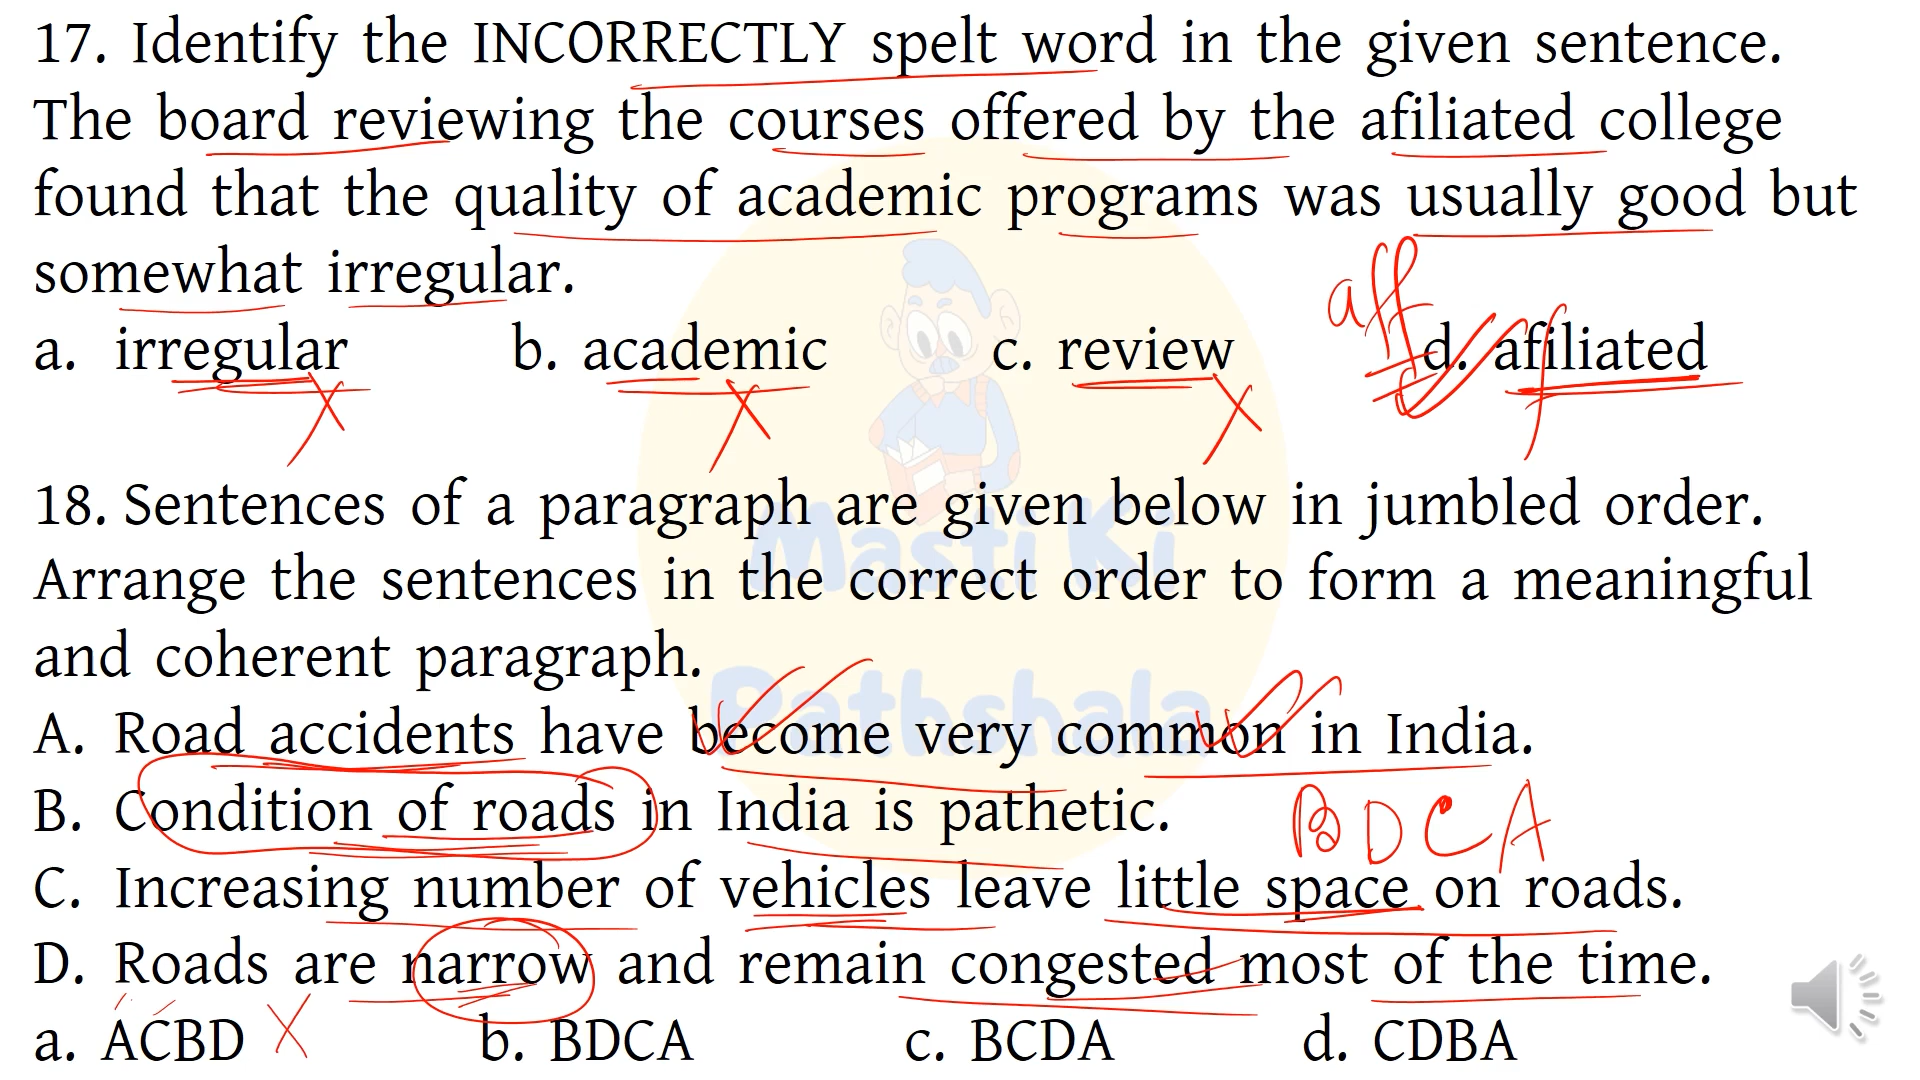 17. Identify the INCORRECTLY spelt word in the given sentence.
The board reviewing the courses offered by the afiliated college
found that the quality of academic programs was usually good but
somewhat irregular.
aff
a. irregular b. academic c. review d. afiliated
18. Sentences of a paragraph are given below in jumbled order.
Arrange the sentences in the correct order to form a meaningful
and coherent paragraph.
A. Road accidents have become very common in India.
B. Condition of roads in India is pathetic.
BDCA
C. Increasing number of vehicles leave little space on roads.
D. Roads are narrow and remain congested most of the time.
a. ACBD b. BDCA c. BCDA d. CDBA
Masti Ki
Pathshala